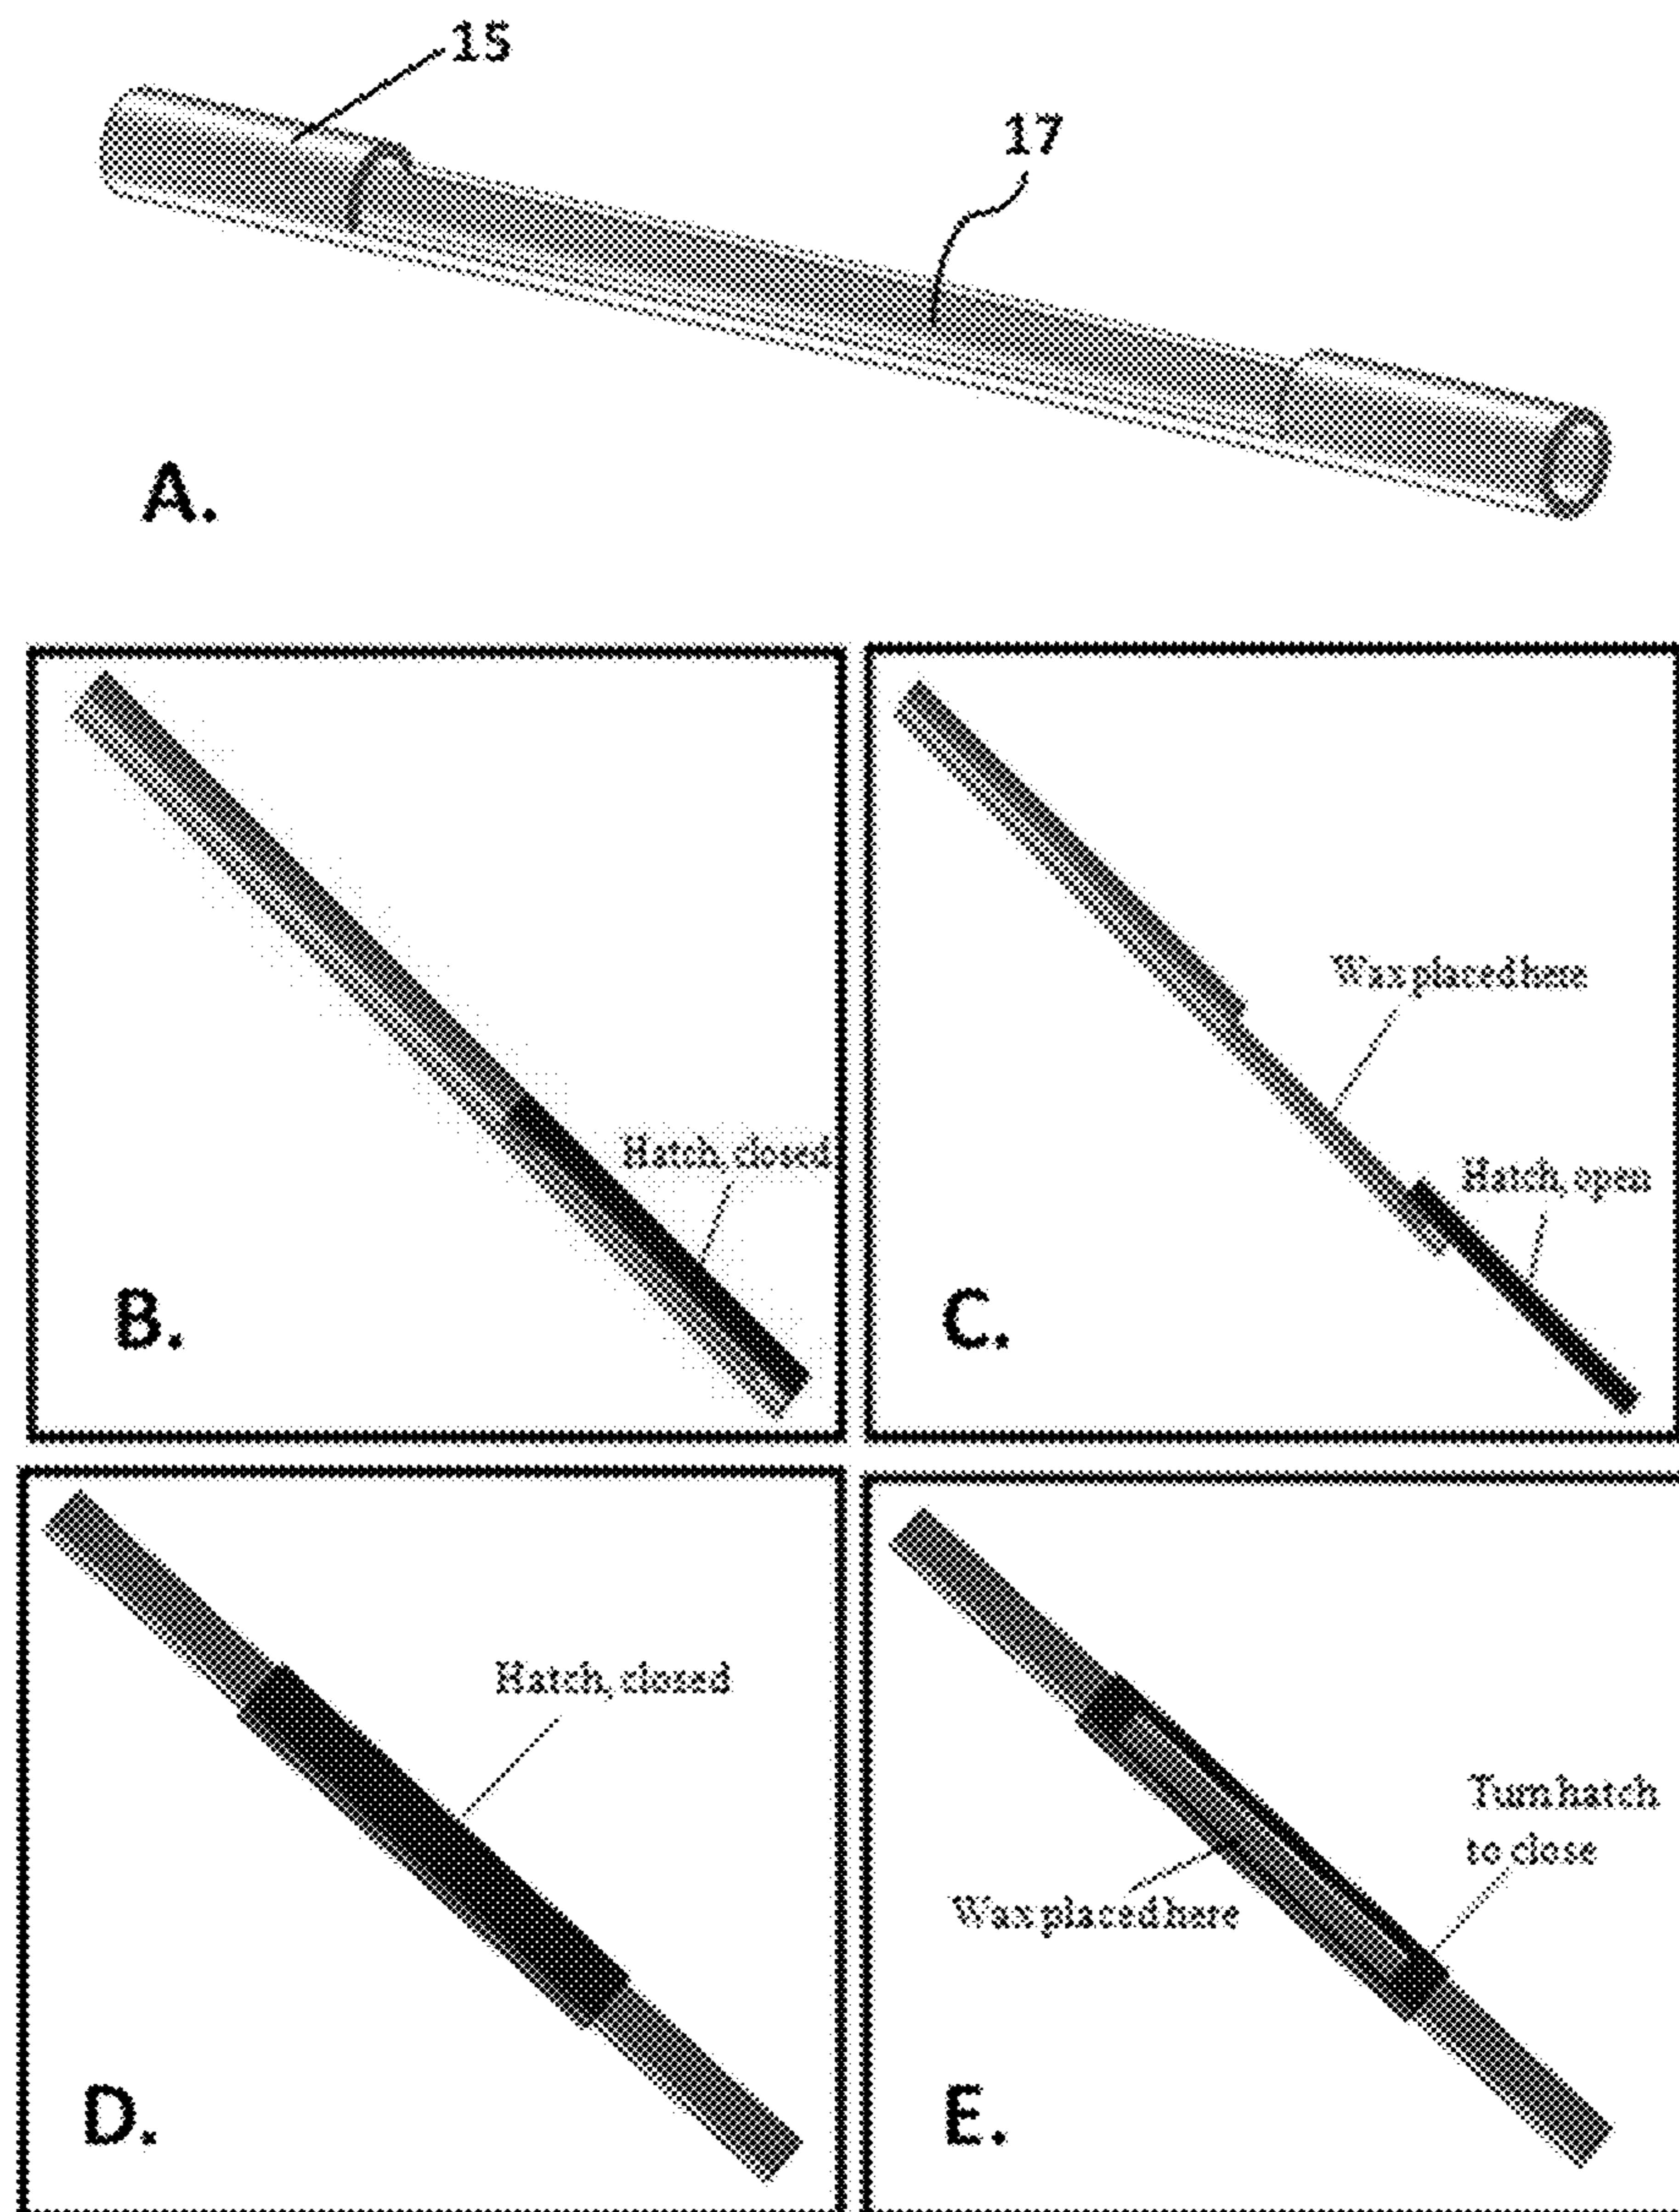 15
17
A.
Wax placed here
Hatch, closed
Hatch, open
B.
C.
Hatch, closed
Turn hatch
to close
Wax placed here
D.
E.